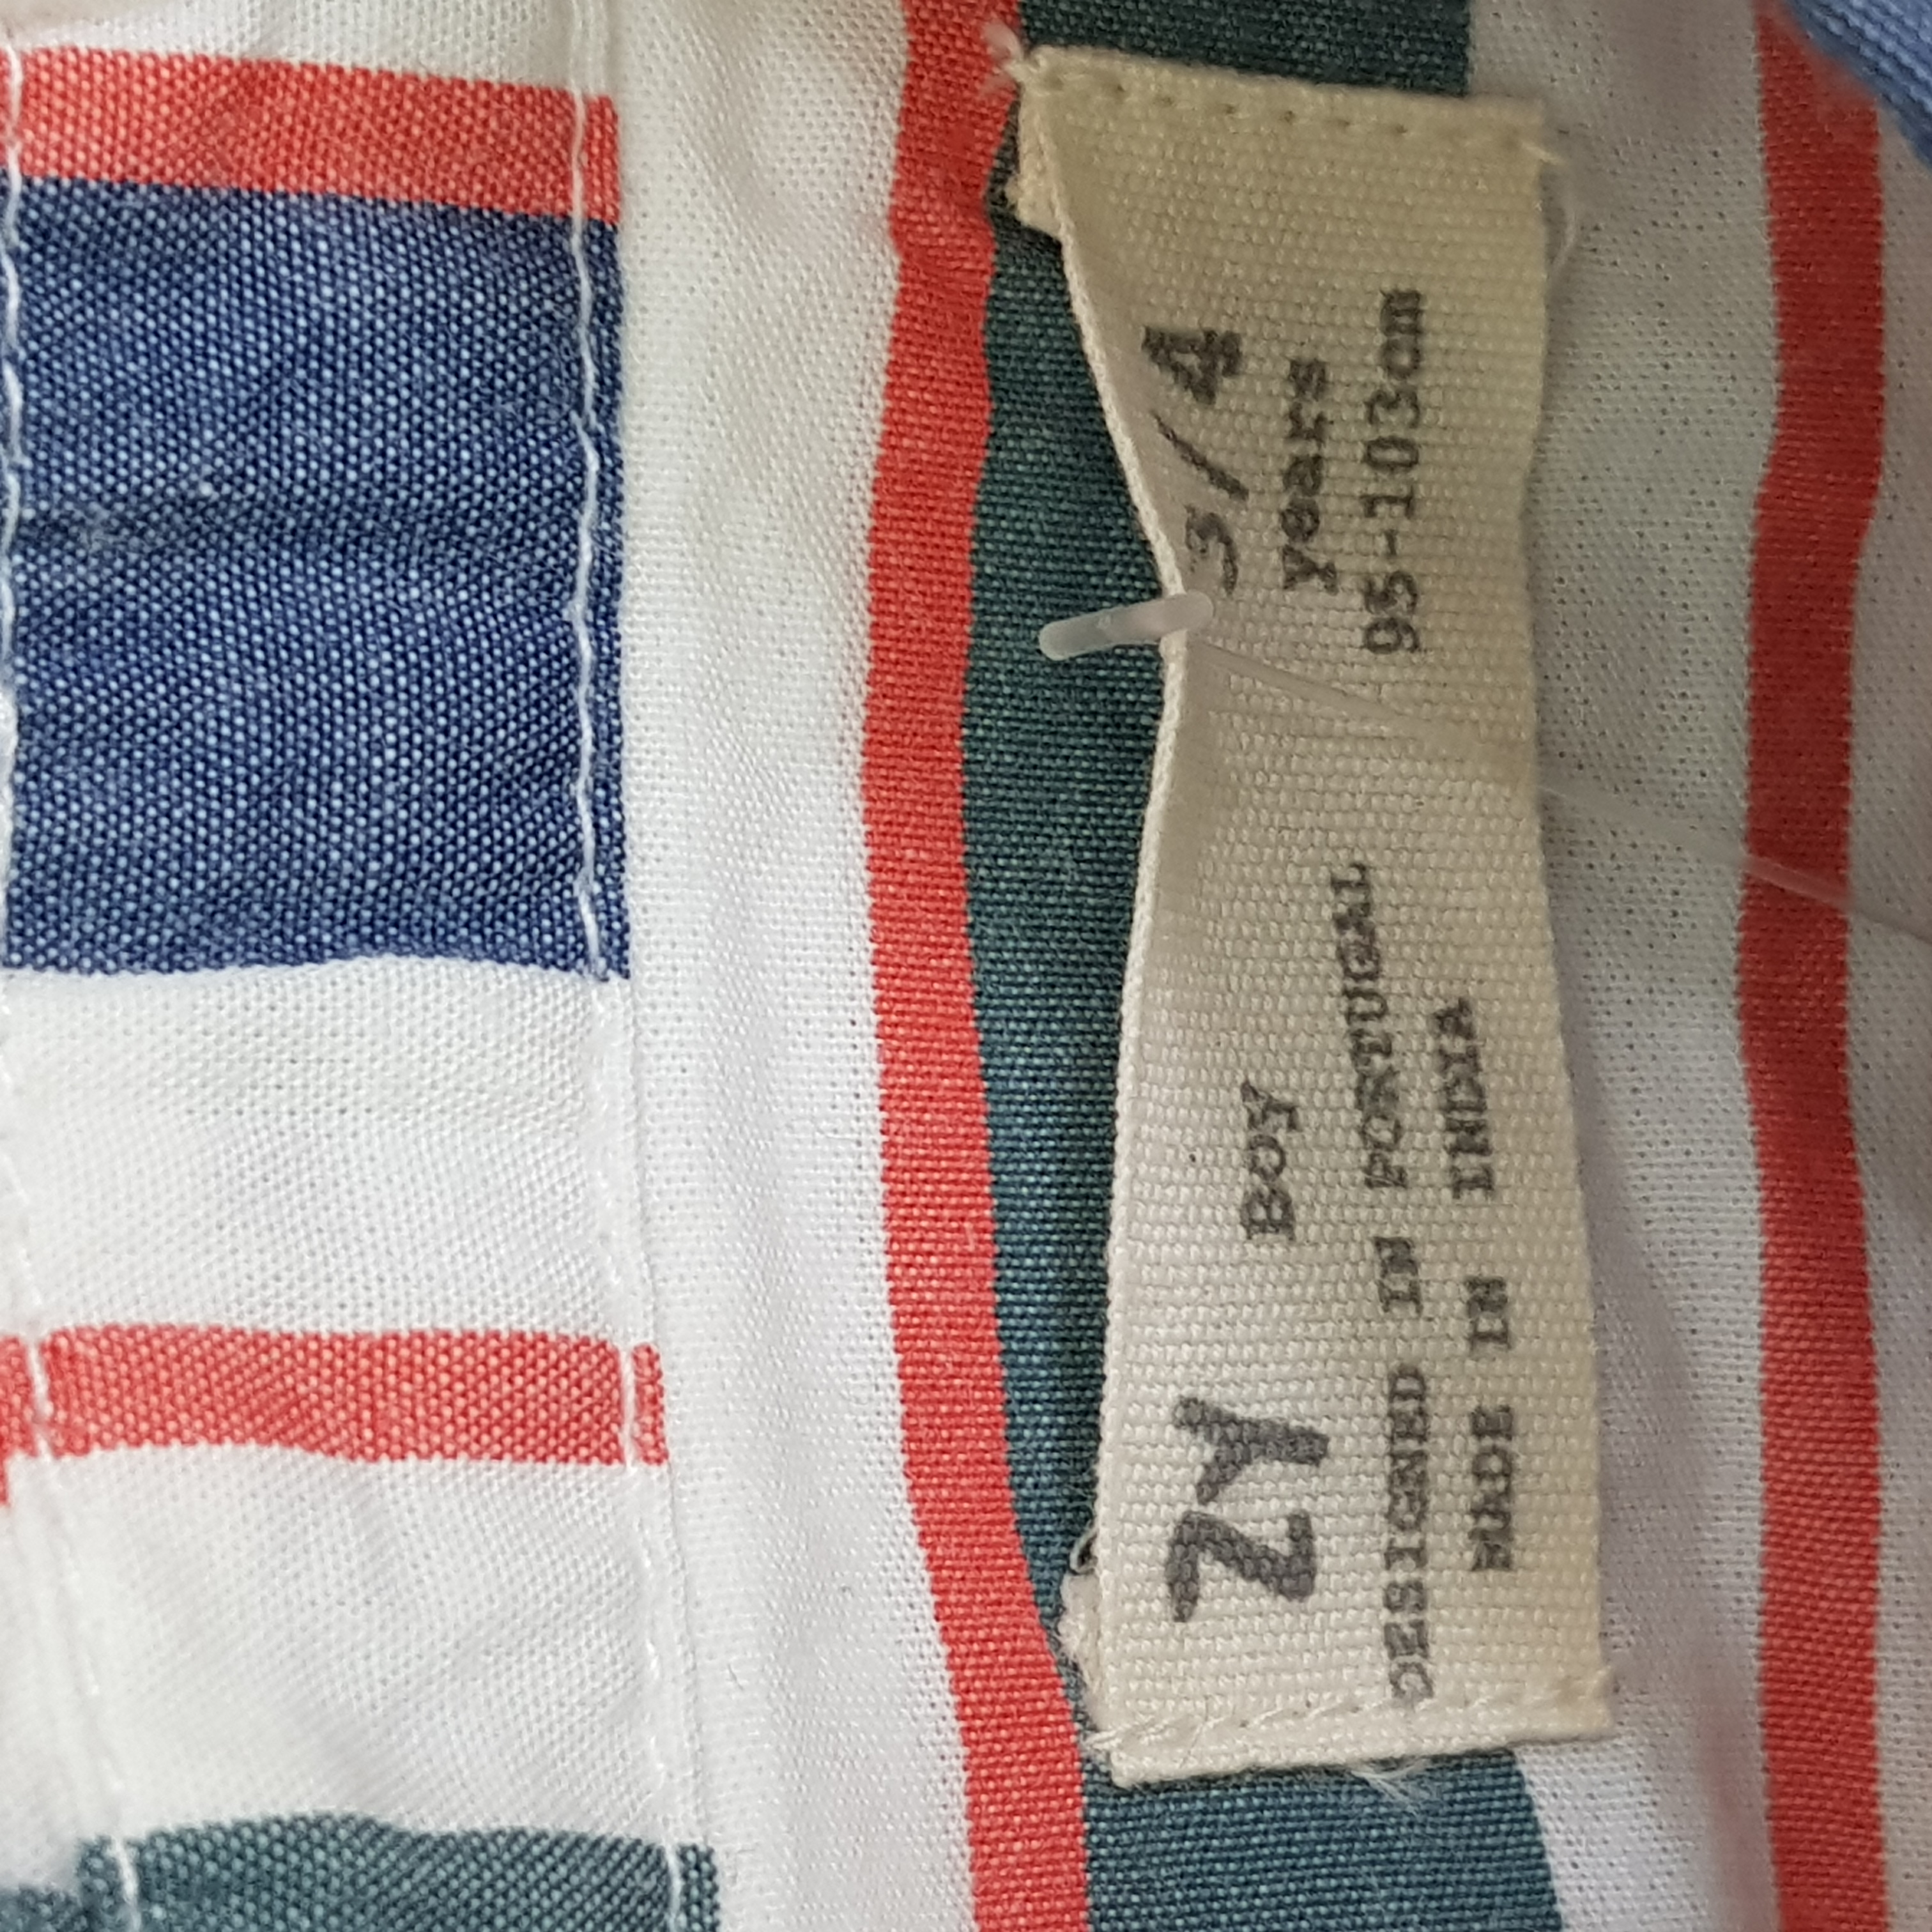 ZY BOY
DESIGNED IN PORTUGAL
MADE IN INDIA
3/4
years
95-103cm